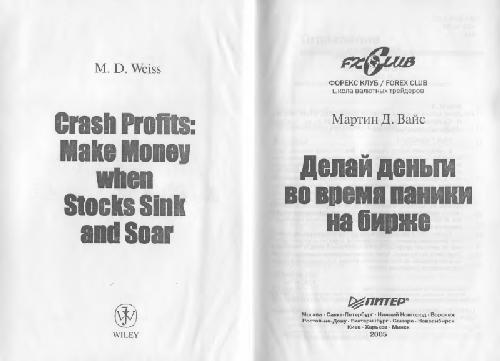 M. D. Weiss
Crash Profits:
Make Money
when
Stocks Sink
and Soar
WILEY
FX CLUB
ФОРЕКС КЛУБ / FOREX CLUB
школа валютных трейдеров
Мартин Д. Вайс
Делай деньги
во время паники
на бирже
ПИТЕР
Москва · Санкт-Петербург · Нижний Новгород · Воронеж
Ростов-на-Дону · Екатеринбург · Самара · Новосибирск
Киев · Харьков · Минск
2005